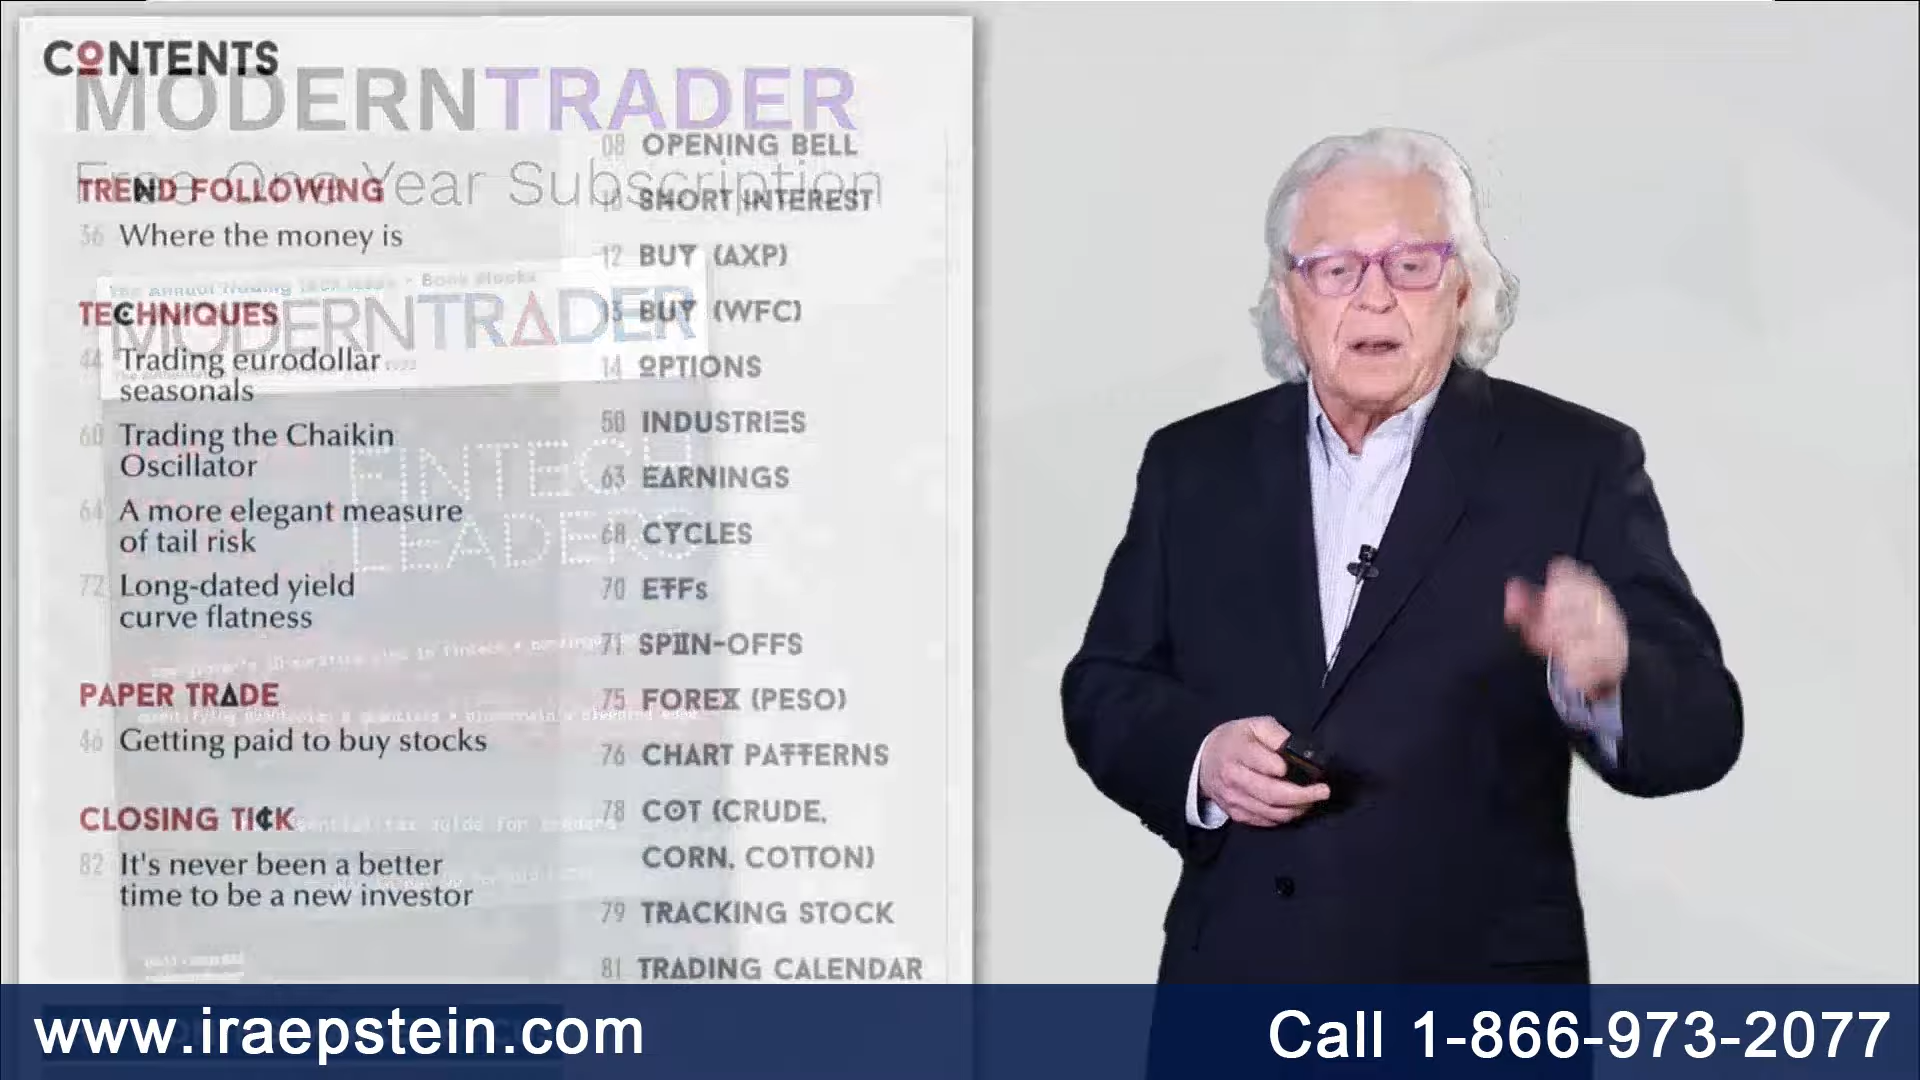 CONTENTS
MODERNTRADER
Free One Year Subscription
TREND FOLLOWING
36 Where the money is
TECHNIQUES
44 Trading eurodollar
seasonals
60 Trading the Chaikin
Oscillator
64 A more elegant measure
of tail risk
72 Long-dated yield
curve flatness
PAPER TRADE
46 Getting paid to buy stocks
CLOSING TICK
82 It's never been a better
time to be a new investor
08 OPENING BELL
10 SHORT INTEREST
12 BUY (AXP)
13 BUY (WFC)
14 OPTIONS
50 INDUSTRIES
63 EARNINGS
68 CYCLES
70 ETFs
71 SPIN-OFFS
75 FOREX (PESO)
76 CHART PATTERNS
78 COT (CRUDE,
CORN, COTTON)
79 TRACKING STOCK
81 TRADING CALENDAR
MODERNTRADER
FINTECH
LEADERS
www.iraepstein.com
Call 1-866-973-2077